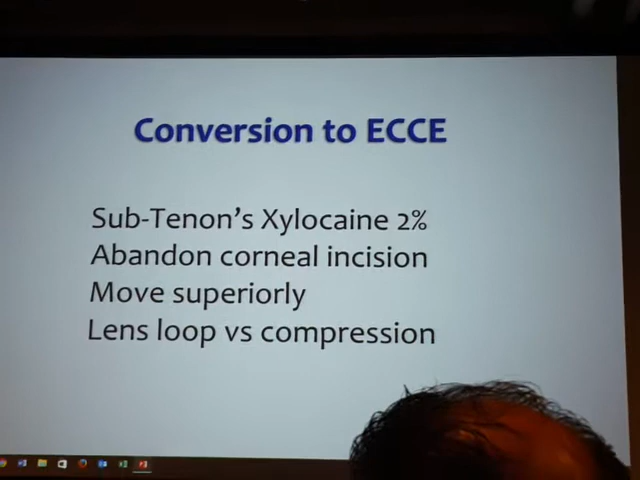 Conversion to ECCE
Sub-Tenon's Xylocaine 2%
Abandon corneal incision
Move superiorly
Lens loop vs compression